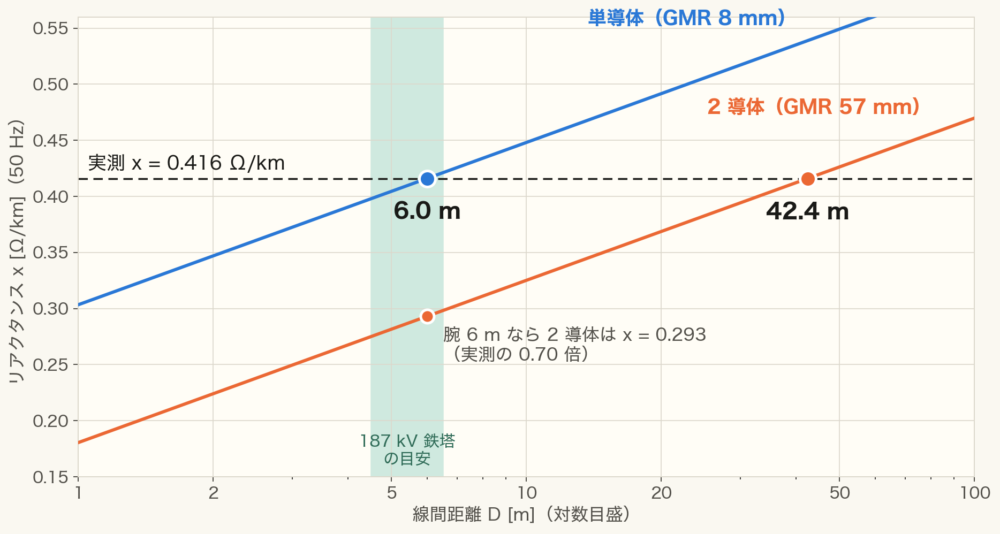 単導体（GMR 8 mm）
2 導体（GMR 57 mm）
実測 x = 0.416 Ω/km
6.0 m
42.4 m
腕 6 m なら 2 導体は x = 0.293
（実測の 0.70 倍）
187 kV 鉄塔
の目安
リアクタンス x [Ω/km]（50 Hz）
0.55
0.50
0.45
0.40
0.35
0.30
0.25
0.20
0.15
1
2
5
10
20
50
100
線間距離 D [m]（対数目盛）